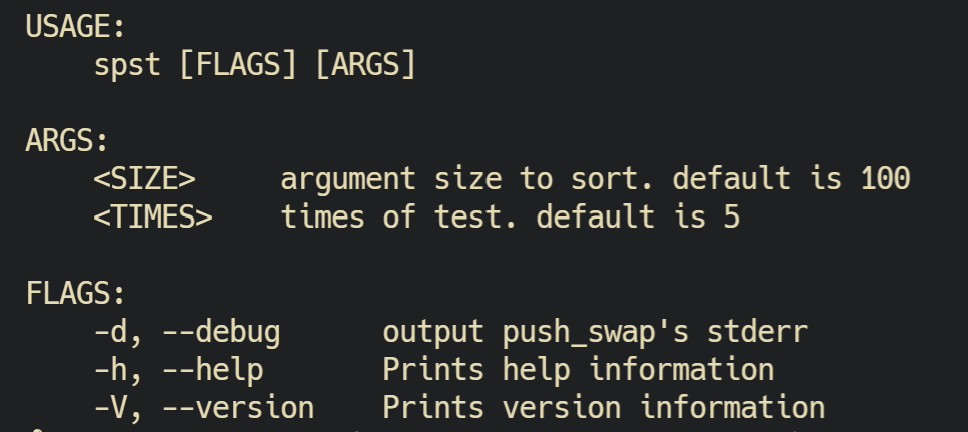 USAGE:
    spst [FLAGS] [ARGS]

ARGS:
    <SIZE>     argument size to sort. default is 100
    <TIMES>    times of test. default is 5

FLAGS:
    -d, --debug      output push_swap's stderr
    -h, --help       Prints help information
    -V, --version    Prints version information